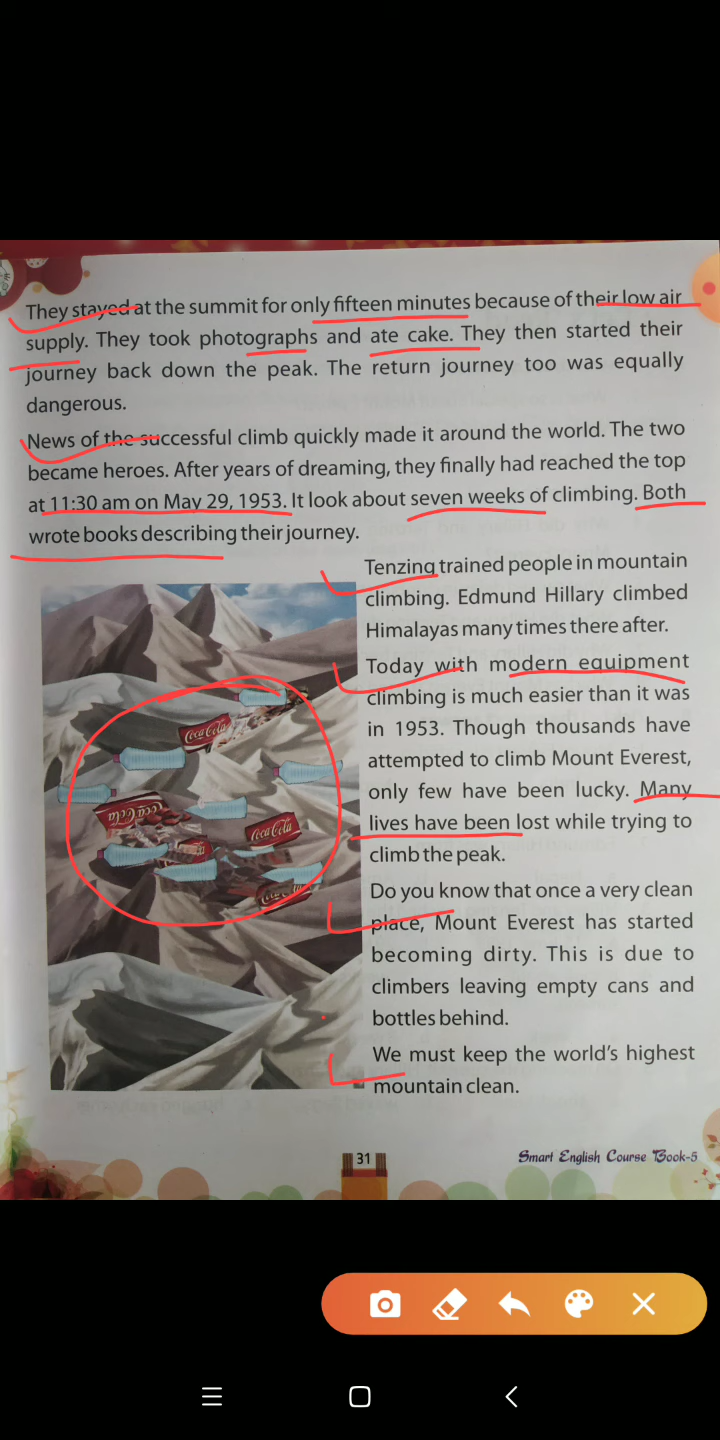 They stayed at the summit for only fifteen minutes because of their low air
supply. They took photographs and ate cake. They then started their
journey back down the peak. The return journey too was equally
dangerous.
News of the successful climb quickly made it around the world. The two
became heroes. After years of dreaming, they finally had reached the top
at 11:30 am on May 29, 1953. It look about seven weeks of climbing. Both
wrote books describing their journey.
Tenzing trained people in mountain
climbing. Edmund Hillary climbed
Himalayas many times there after.
Today with modern equipment
climbing is much easier than it was
in 1953. Though thousands have
attempted to climb Mount Everest,
only few have been lucky. Many
lives have been lost while trying to
climb the peak.
Do you know that once a very clean
place, Mount Everest has started
becoming dirty. This is due to
climbers leaving empty cans and
bottles behind.
We must keep the world's highest
mountain clean.
Coca-Cola
Coca-Cola
Coca-Cola
31
Smart English Course Book-5